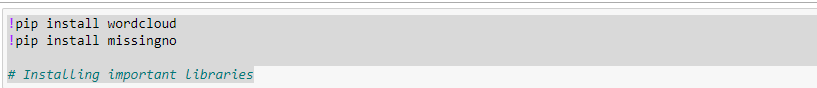 !pip install wordcloud
!pip install missingno
# Installing important libraries